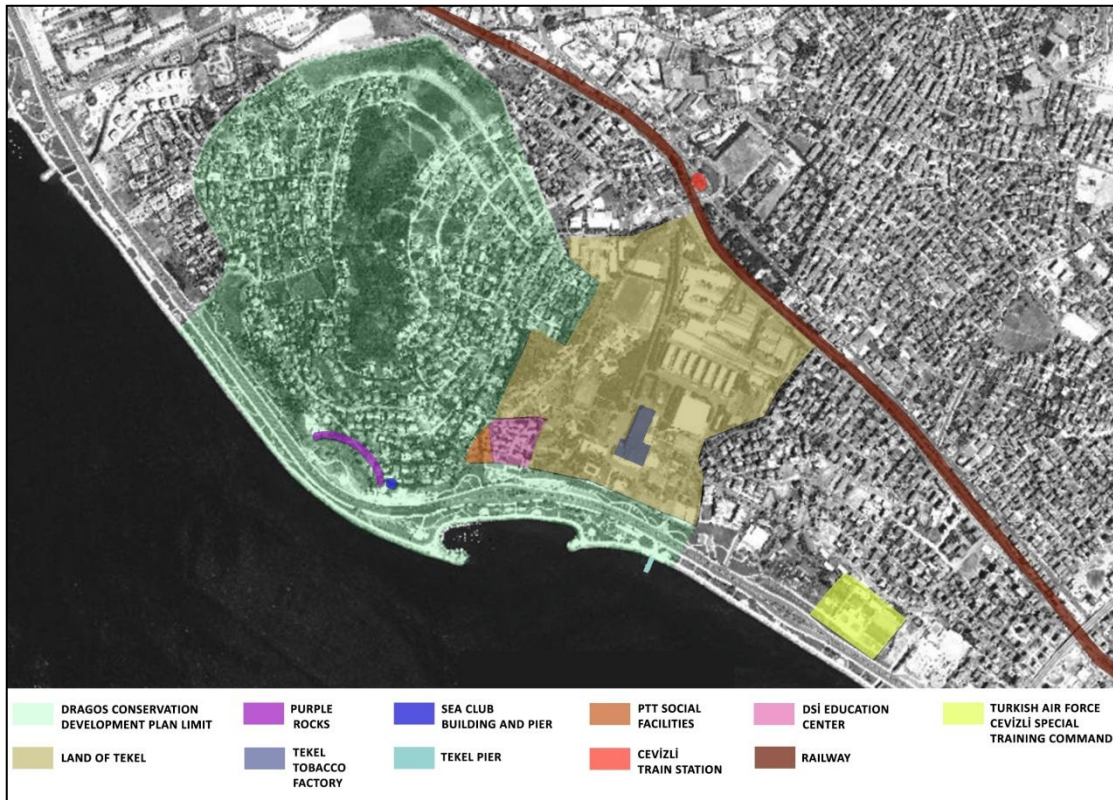 DRAGOS CONSERVATION
DEVELOPMENT PLAN LIMIT
PURPLE
ROCKS
SEA CLUB
BUILDING AND PIER
PTT SOCIAL
FACILITIES
DSİ EDUCATION
CENTER
TURKISH AIR FORCE
CEVİZLİ SPECIAL
TRAINING COMMAND
LAND OF TEKEL
TEKEL
TOBACCO
FACTORY
TEKEL PIER
CEVİZLİ
TRAIN STATION
RAILWAY